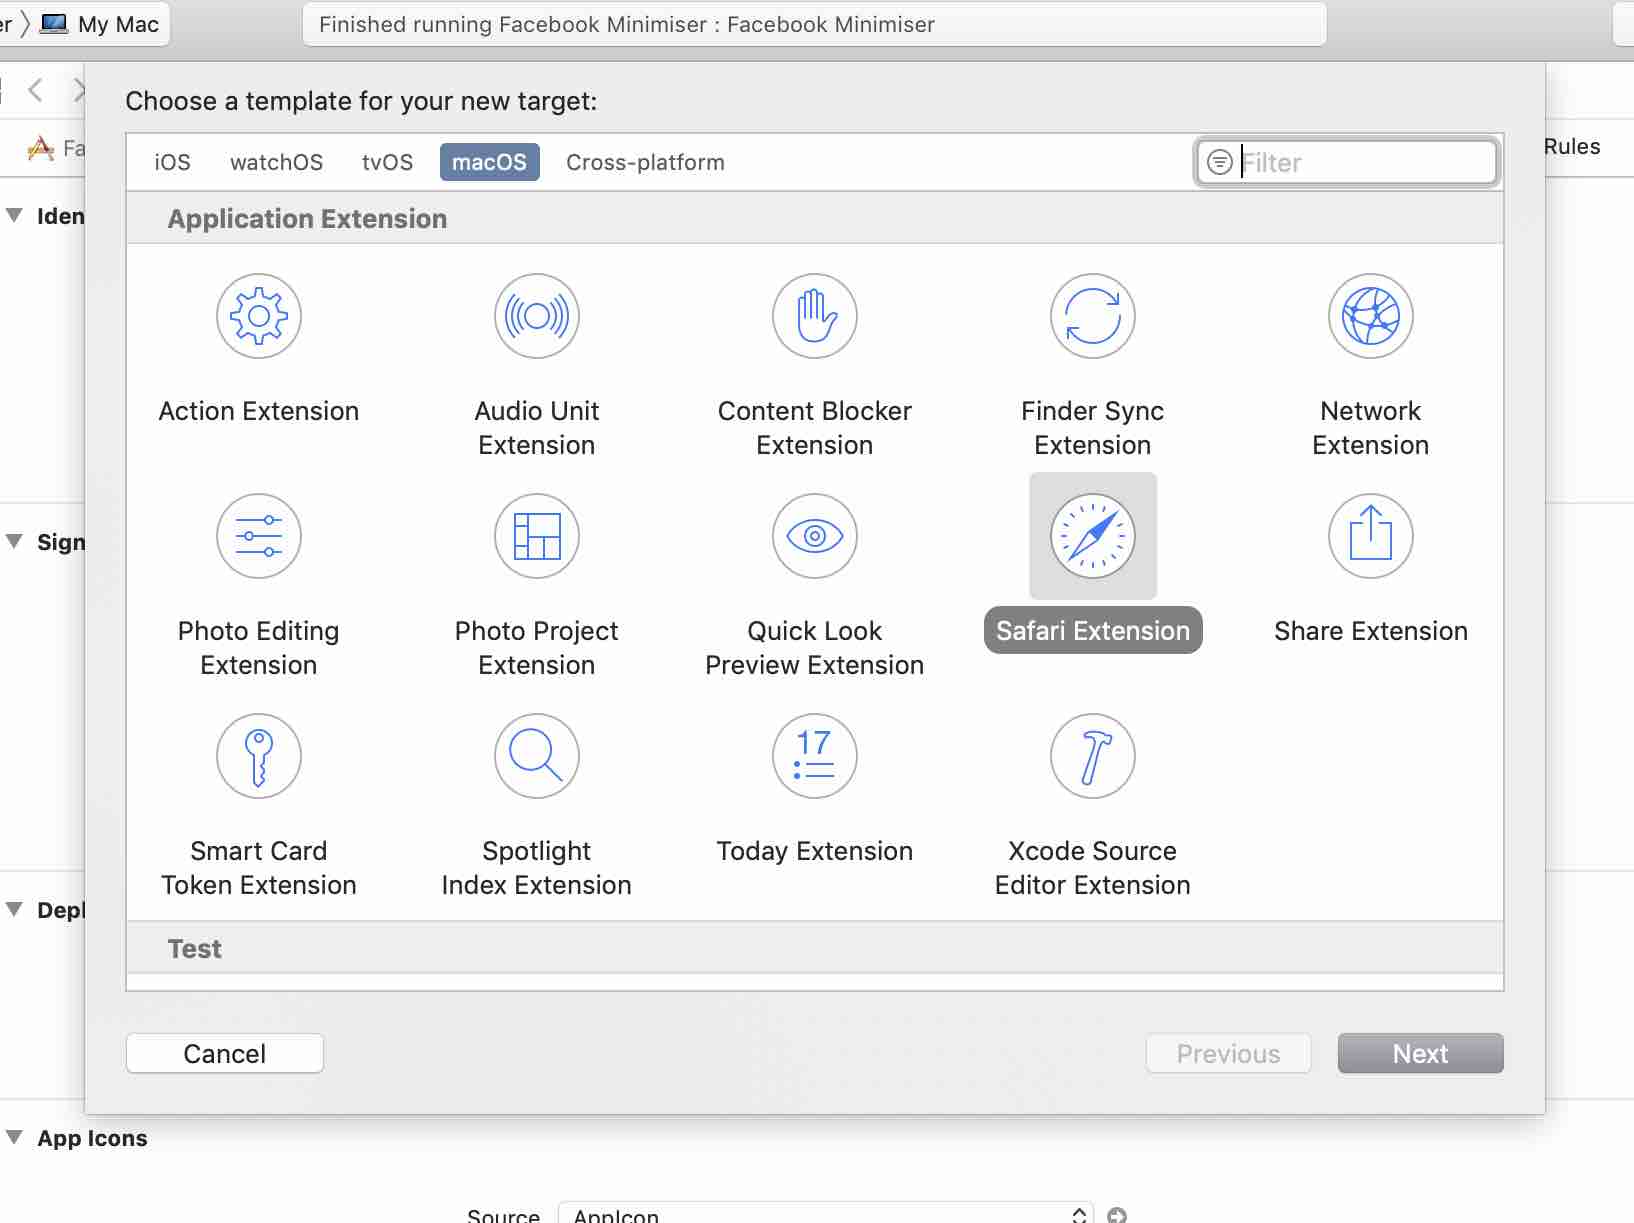 er My Mac Finished running Facebook Minimiser : Facebook Minimiser
Choose a template for your new target:
Fa
iOS watchOS tvOS macOS Cross-platform Filter Rules
Iden
Application Extension
Action Extension
Audio Unit
Extension
Content Blocker
Extension
Finder Sync
Extension
Network
Extension
Sign
Photo Editing
Extension
Photo Project
Extension
Quick Look
Preview Extension
Safari Extension
Share Extension
17
Smart Card
Token Extension
Spotlight
Index Extension
Today Extension
Xcode Source
Editor Extension
Depl
Test
Cancel Previous Next
App Icons
Source AppIcon